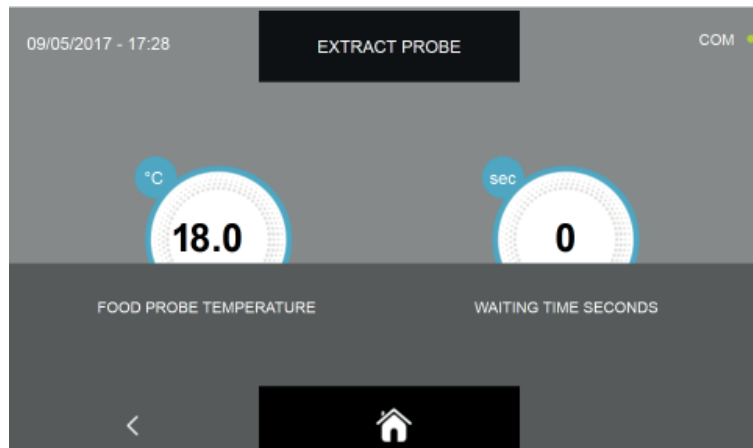 09/05/2017 - 17:28
EXTRACT PROBE
COM
°C
sec
18.0
0
FOOD PROBE TEMPERATURE
WAITING TIME SECONDS